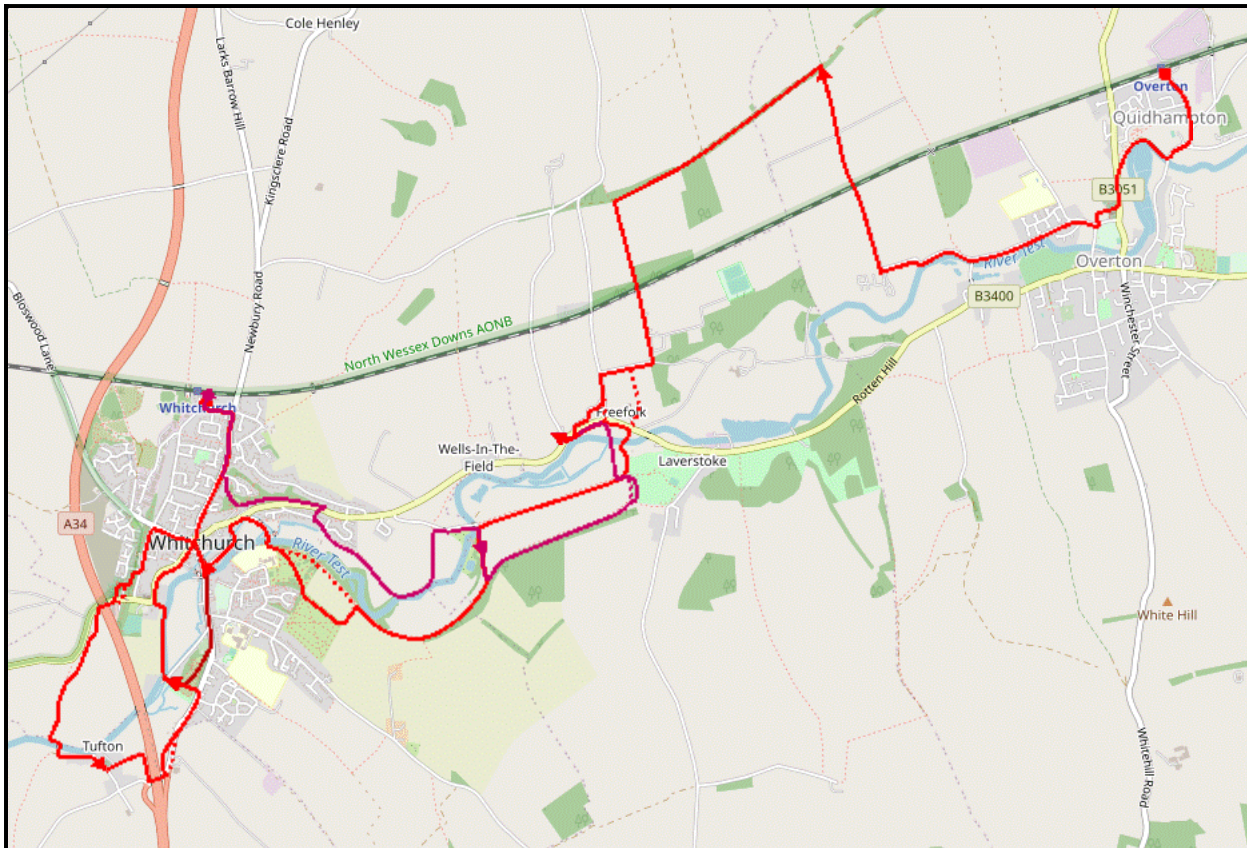 Cole Henley
Larks Barrow Hill
Kingsclere Road
Overton
Quidhampton
B3051
River Test
Overton
B3400
Winchester Street
Newbury Road
Bloswood Lane
North Wessex Downs AONB
Rotten Hill
Whitchurch
Freefolk
Wells-In-The-
Field
Laverstoke
A34
Whitchurch
River Test
White Hill
Tufton
Whitehill Road